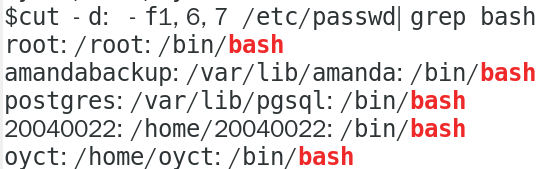 $cut -d: -f1,6,7 /etc/passwd| grep bash
root:/root:/bin/bash
amandabackup:/var/lib/amanda:/bin/bash
postgres:/var/lib/pgsql:/bin/bash
20040022:/home/20040022:/bin/bash
oyct:/home/oyct:/bin/bash